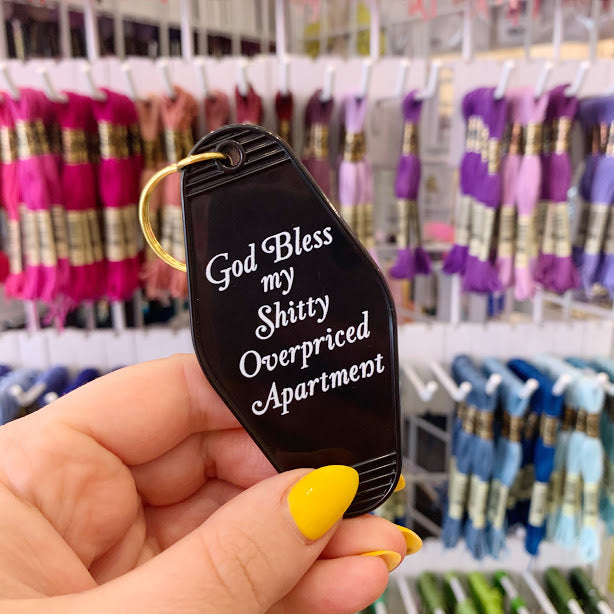 God Bless
my
Shitty
Overpriced
Apartment